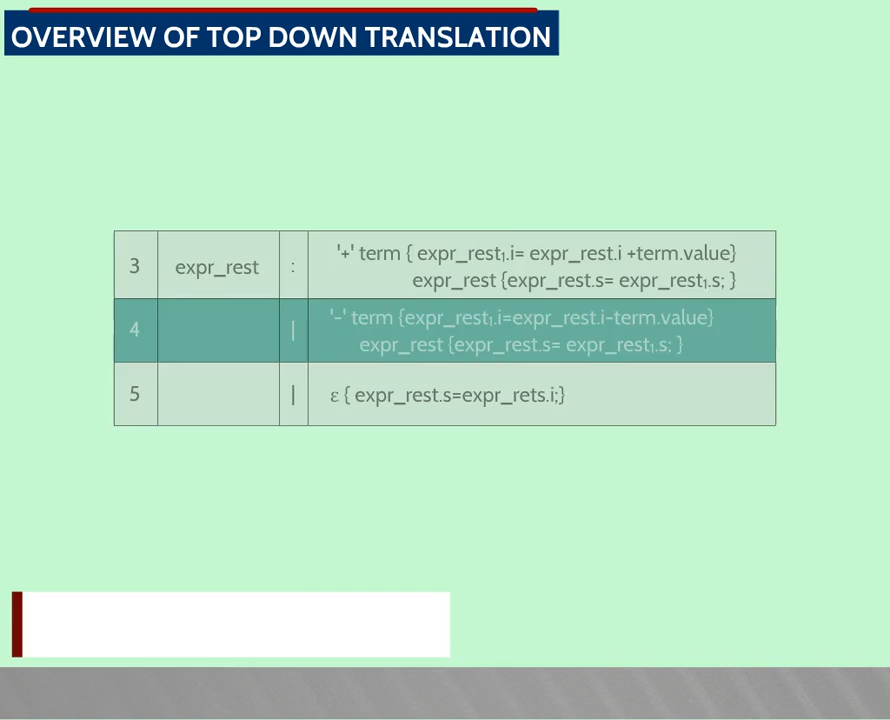 OVERVIEW OF TOP DOWN TRANSLATION
3 expr_rest : '+' term { expr_rest₁.i= expr_rest.i +term.value}
expr_rest {expr_rest.s= expr_rest₁.s; }
4 | '-' term {expr_rest₁.i=expr_rest.i-term.value}
expr_rest {expr_rest.s= expr_rest₁.s; }
5 | ε { expr_rest.s=expr_rets.i;}